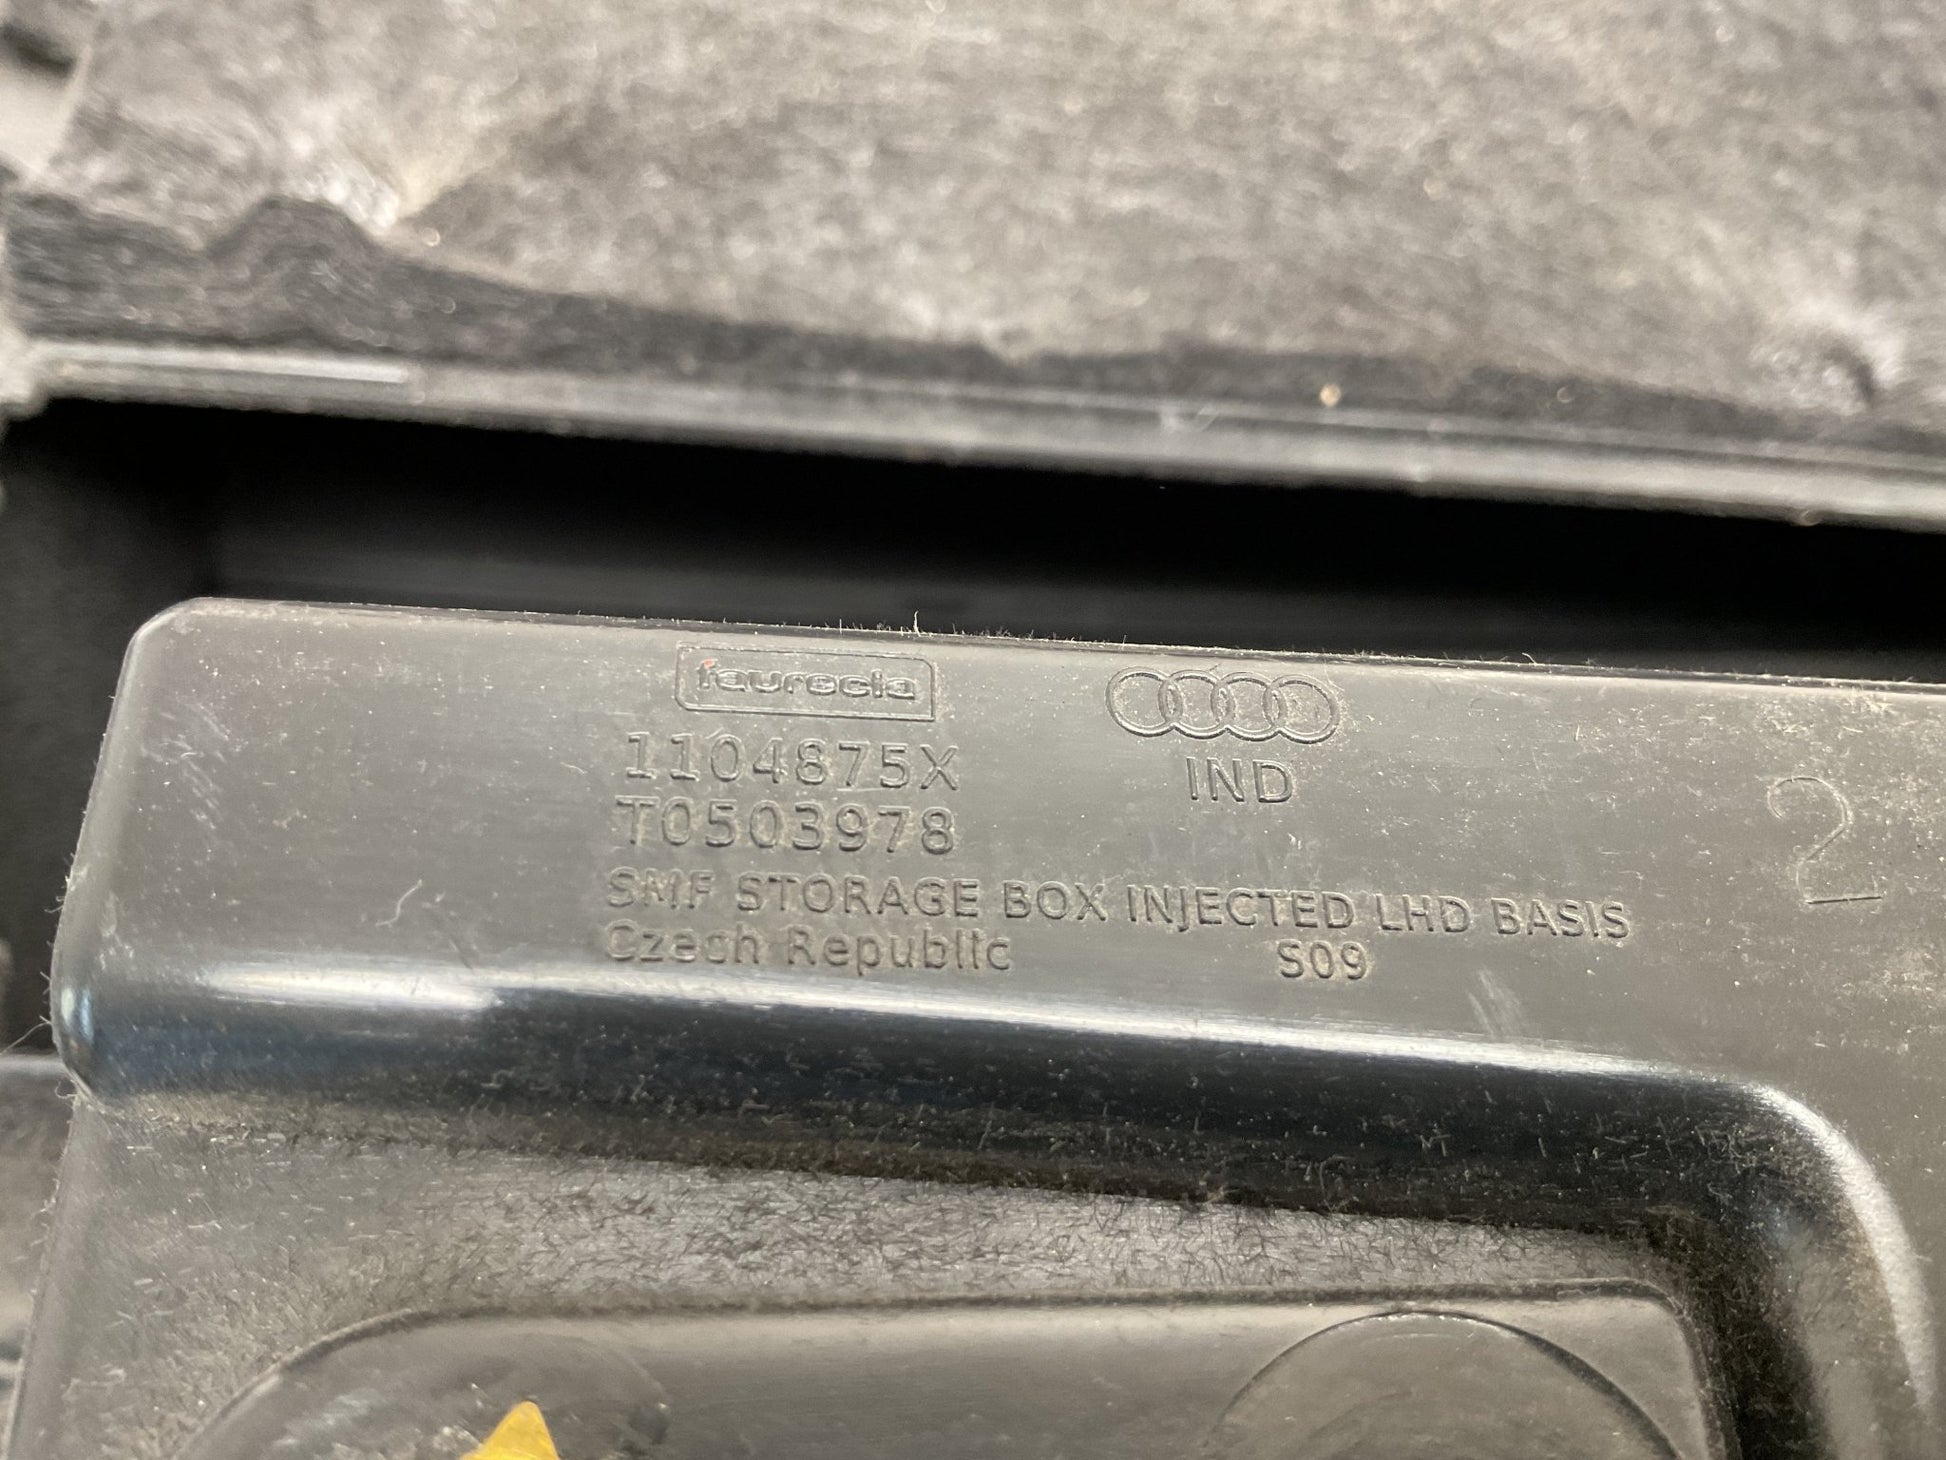 faurecia
1104875X
T0503978
IND
2
SMF STORAGE BOX INJECTED LHD BASIS
Czech Republic S09